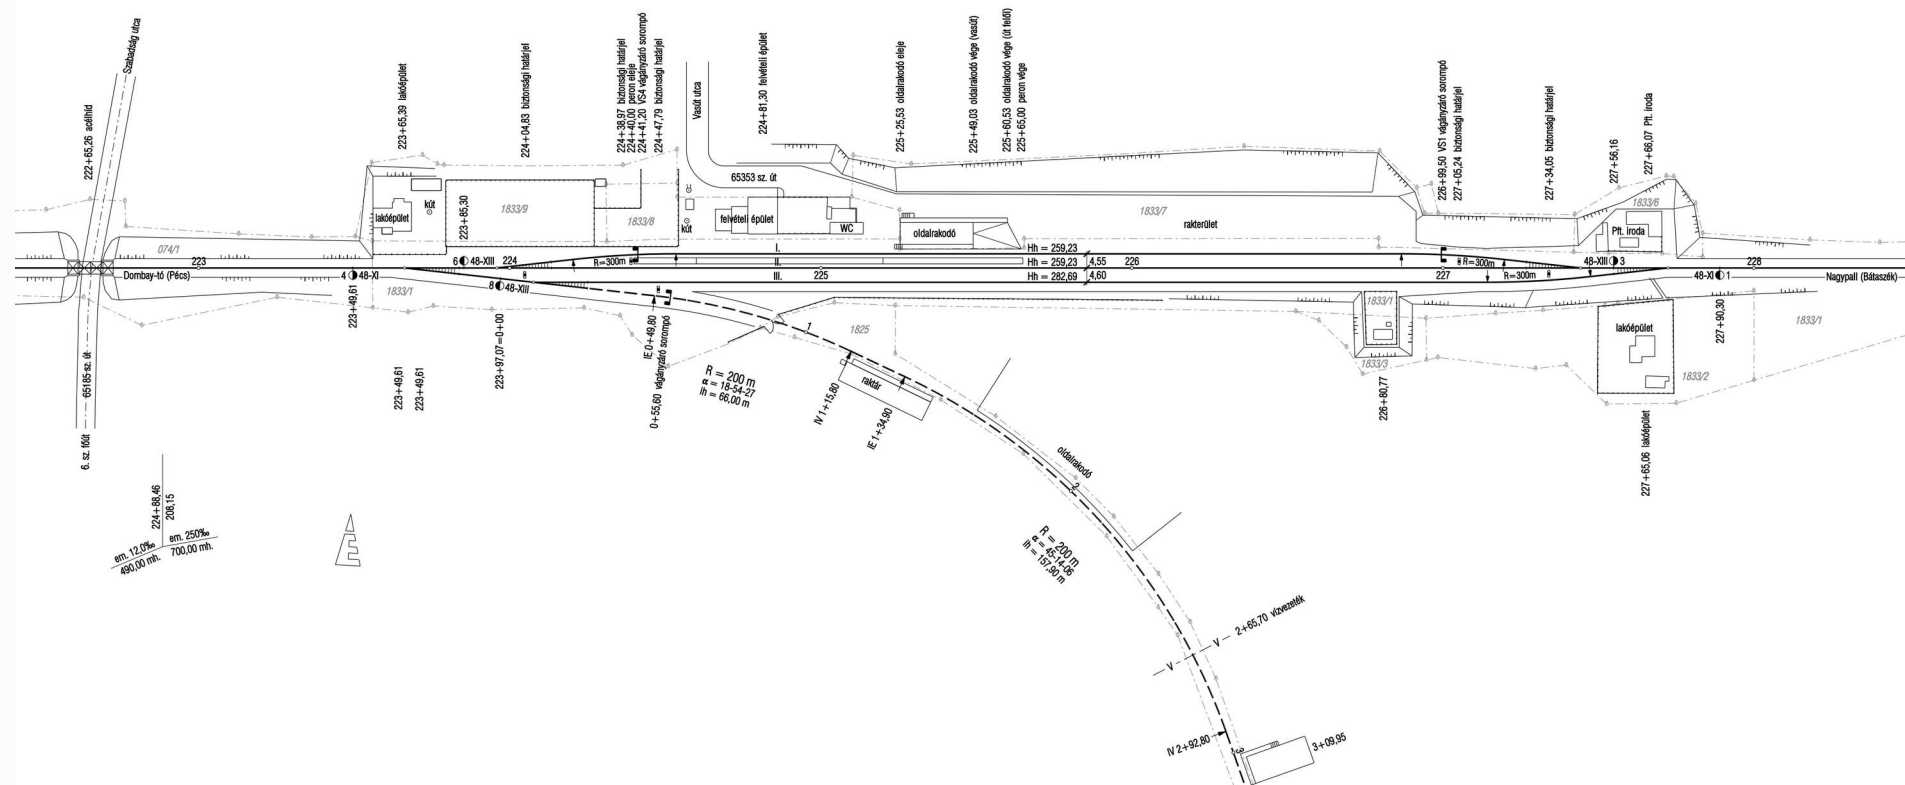 Szabadság utca
222+65,26 acélhíd
223+65,39 lakóépület
224+04,83 biztonsági határjel
224+38,97 biztonsági határjel
224+40,00 peron eleje
224+41,20 VS4 vágányzáró sorompó
224+47,79 biztonsági határjel
Vasút utca
224+81,30 felvételi épület
225+25,53 oldalrakodó eleje
225+49,03 oldalrakodó vége (vasút)
225+60,53 oldalrakodó vége (út felől)
225+65,00 peron vége
226+99,50 VS1 vágányzáró sorompó
227+05,24 biztonsági határjel
227+34,05 biztonsági határjel
227+56,16
227+66,07 Pft. iroda
65353 sz. út
kút
lakóépület
223+85,30
1833/9
1833/8
kút
felvételi épület
WC
oldalrakodó
1833/7
rakterület
1833/6
Pft. iroda
074/1
I.
II.
III.
Hh = 259,23
Hh = 259,23
Hh = 282,69
4,55
4,60
223
224
225
226
227
228
Dombay-tó (Pécs)
4 48-XI
6 48-XIII
8 48-XIII
R=300m
R=300m
R=300m
48-XIII 3
48-XI 1
Nagypall (Bátaszék)
1833/1
1833/1
1833/1
1833/3
1833/2
lakóépület
223+49,61
223+49,61
223+49,61
223+97,07=0+00
IE 0+49,80
0+55,60 vágányzáró sorompó
1
1825
R = 200 m
α = 18-54-27
ih = 66,00 m
raktár
IV 1+15,80
IE 1+34,90
226+80,77
227+90,30
227+65,06 lakóépület
65185 sz. út
6. sz. főút
224+88,46
208,15
em. 12,0‰
490,00 mh.
em. 250‰
700,00 mh.
É
oldalrakodó
2
R = 200 m
α = 45-14-06
ih = 157,90 m
V
V
2+65,70 vízvezeték
IV 2+92,80
3
3+09,95